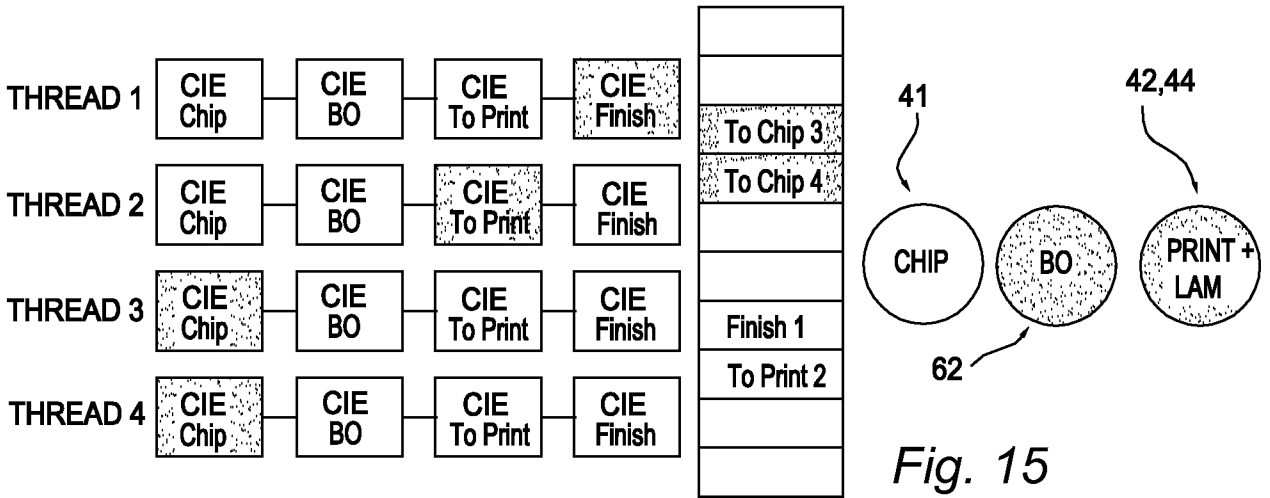 THREAD 1
CIE
Chip
CIE
BO
CIE
To Print
CIE
Finish
THREAD 2
CIE
Chip
CIE
BO
CIE
To Print
CIE
Finish
THREAD 3
CIE
Chip
CIE
BO
CIE
To Print
CIE
Finish
THREAD 4
CIE
Chip
CIE
BO
CIE
To Print
CIE
Finish
To Chip 3
To Chip 4
Finish 1
To Print 2
41
42,44
CHIP
BO
PRINT +
LAM
62
Fig. 15